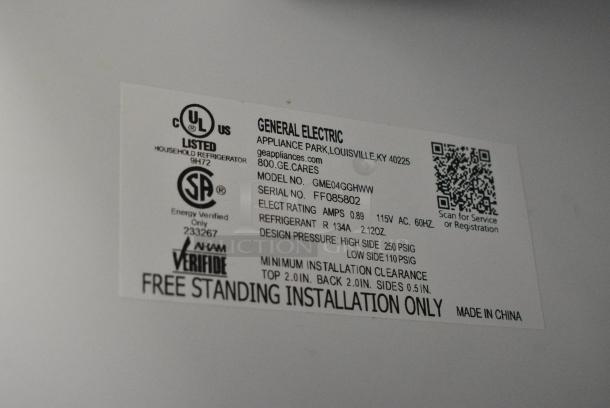 C UL US
LISTED
HOUSEHOLD REFRIGERATOR
9H72
SA
Energy Verified
Only
233267
AHAM
VERIFIDE
GENERAL ELECTRIC
APPLIANCE PARK,LOUISVILLE,KY 40225
geappliances.com
800.GE.CARES
MODEL NO. GME04GGHWW
SERIAL NO. FF085802
ELECT RATING AMPS 0.89 115V AC, 60HZ
REFRIGERANT R 134A 2.12OZ
DESIGN PRESSURE: HIGH SIDE 250 PSIG
LOW SIDE 110 PSIG
MINIMUM INSTALLATION CLEARANCE
TOP 2.0IN. BACK 2.0IN. SIDES 0.5IN.
FREE STANDING INSTALLATION ONLY
MADE IN CHINA
Scan for Service
or Registration